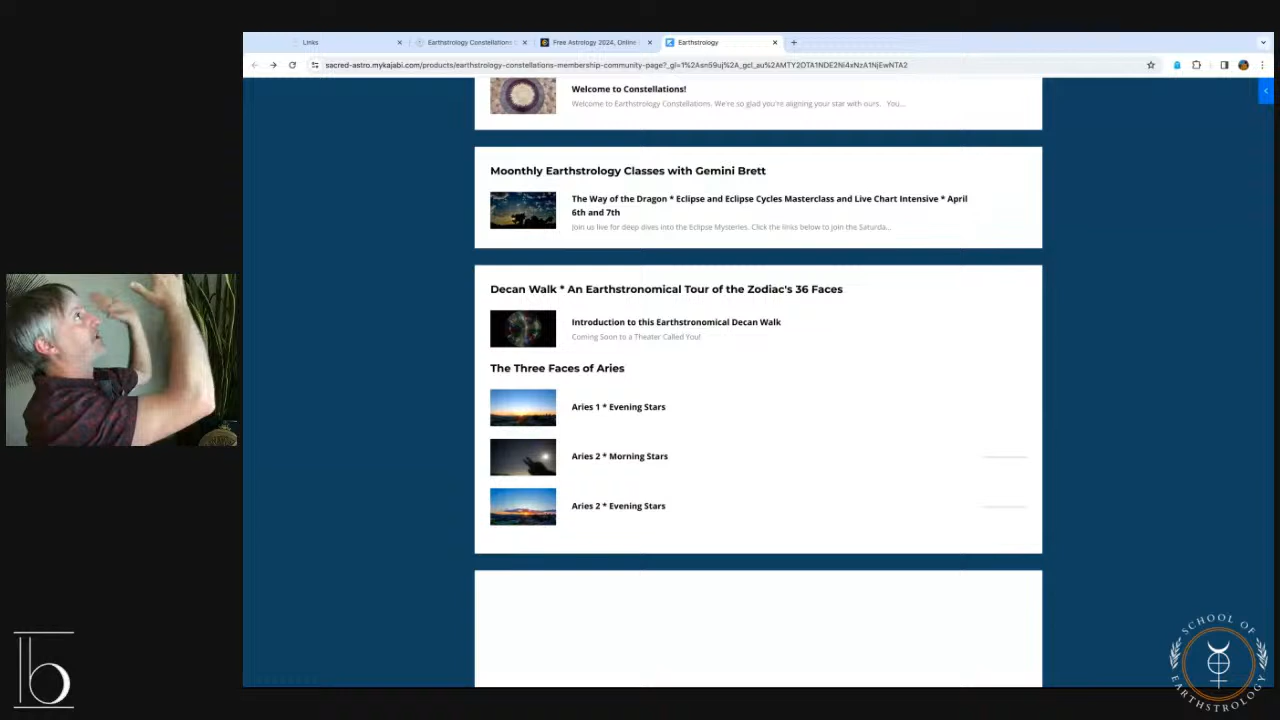 Links
Earthstrology Constellations
Free Astrology 2024, Online
Earthstrology
sacred-astro.mykajabi.com/products/earthstrology-constellations-membership-community-page?_gl=1%2Asn59uj%2A_gcl_au%2AMTY2OTA1NDE2Ni4xNzA1NjEwNTA2
Welcome to Constellations!
Welcome to Earthstrology Constellations. We're so glad you're aligning your star with ours. You...
Moonthly Earthstrology Classes with Gemini Brett
The Way of the Dragon * Eclipse and Eclipse Cycles Masterclass and Live Chart Intensive * April
6th and 7th
Join us live for deep dives into the Eclipse Mysteries. Click the links below to join the Saturda...
Decan Walk * An Earthstronomical Tour of the Zodiac's 36 Faces
Introduction to this Earthstronomical Decan Walk
Coming Soon to a Theater Called You!
The Three Faces of Aries
Aries 1 * Evening Stars
Aries 2 * Morning Stars
Aries 2 * Evening Stars
b
SCHOOL OF
EARTHSTROLOGY